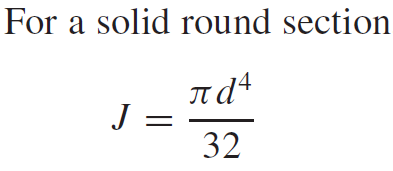 For a solid round section
J = πd⁴/32